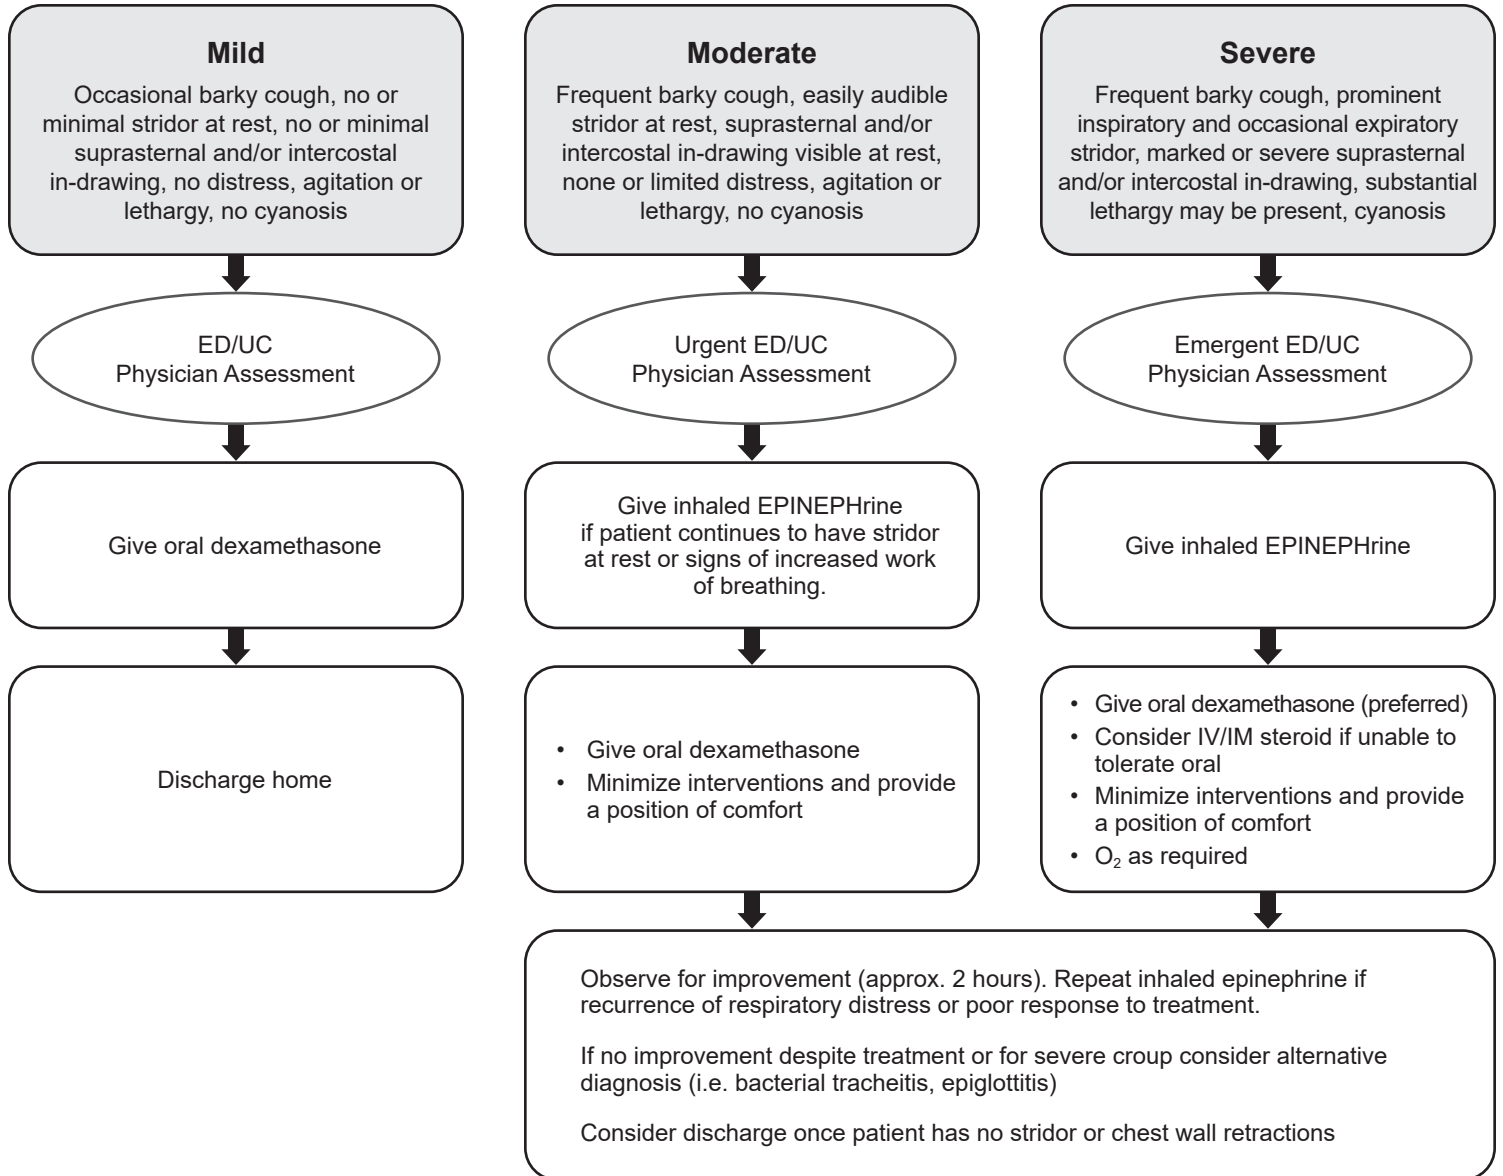 Mild
Occasional barky cough, no or
minimal stridor at rest, no or minimal
suprasternal and/or intercostal
in-drawing, no distress, agitation or
lethargy, no cyanosis
ED/UC
Physician Assessment
Give oral dexamethasone
Discharge home
Moderate
Frequent barky cough, easily audible
stridor at rest, suprasternal and/or
intercostal in-drawing visible at rest,
none or limited distress, agitation or
lethargy, no cyanosis
Urgent ED/UC
Physician Assessment
Give inhaled EPINEPHrine
if patient continues to have stridor
at rest or signs of increased work
of breathing.
• Give oral dexamethasone
• Minimize interventions and provide
a position of comfort
Severe
Frequent barky cough, prominent
inspiratory and occasional expiratory
stridor, marked or severe suprasternal
and/or intercostal in-drawing, substantial
lethargy may be present, cyanosis
Emergent ED/UC
Physician Assessment
Give inhaled EPINEPHrine
• Give oral dexamethasone (preferred)
• Consider IV/IM steroid if unable to
tolerate oral
• Minimize interventions and provide
a position of comfort
• O₂ as required
Observe for improvement (approx. 2 hours). Repeat inhaled epinephrine if
recurrence of respiratory distress or poor response to treatment.
If no improvement despite treatment or for severe croup consider alternative
diagnosis (i.e. bacterial tracheitis, epiglottitis)
Consider discharge once patient has no stridor or chest wall retractions